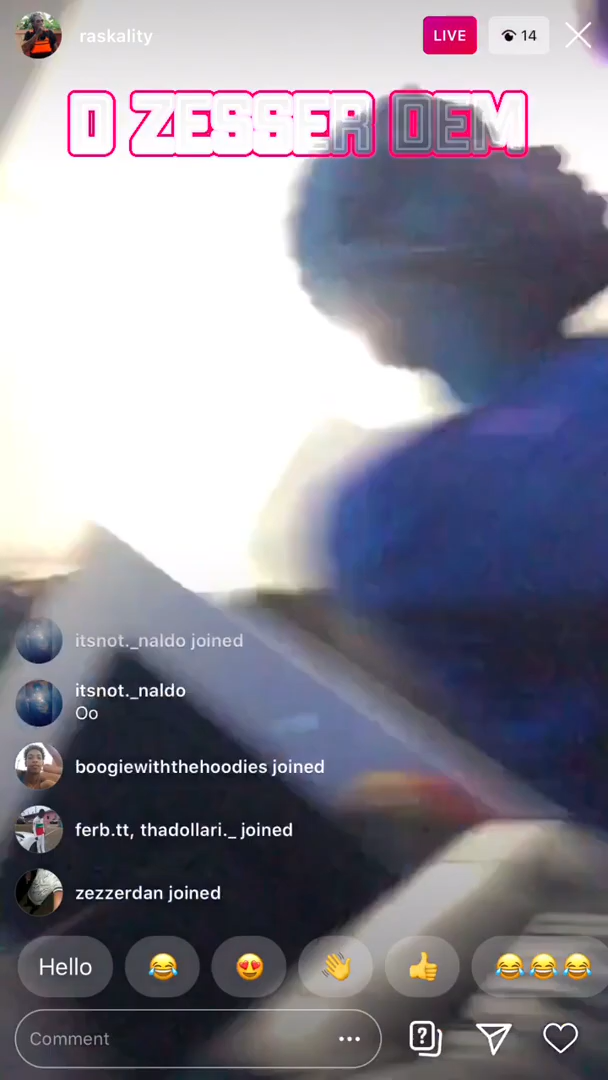 raskality
LIVE
14
D ZESSER DEM
itsnot._naldo joined
itsnot._naldo
Oo
boogiewiththehoodies joined
ferb.tt, thadollari._ joined
zezzerdan joined
Hello
Comment